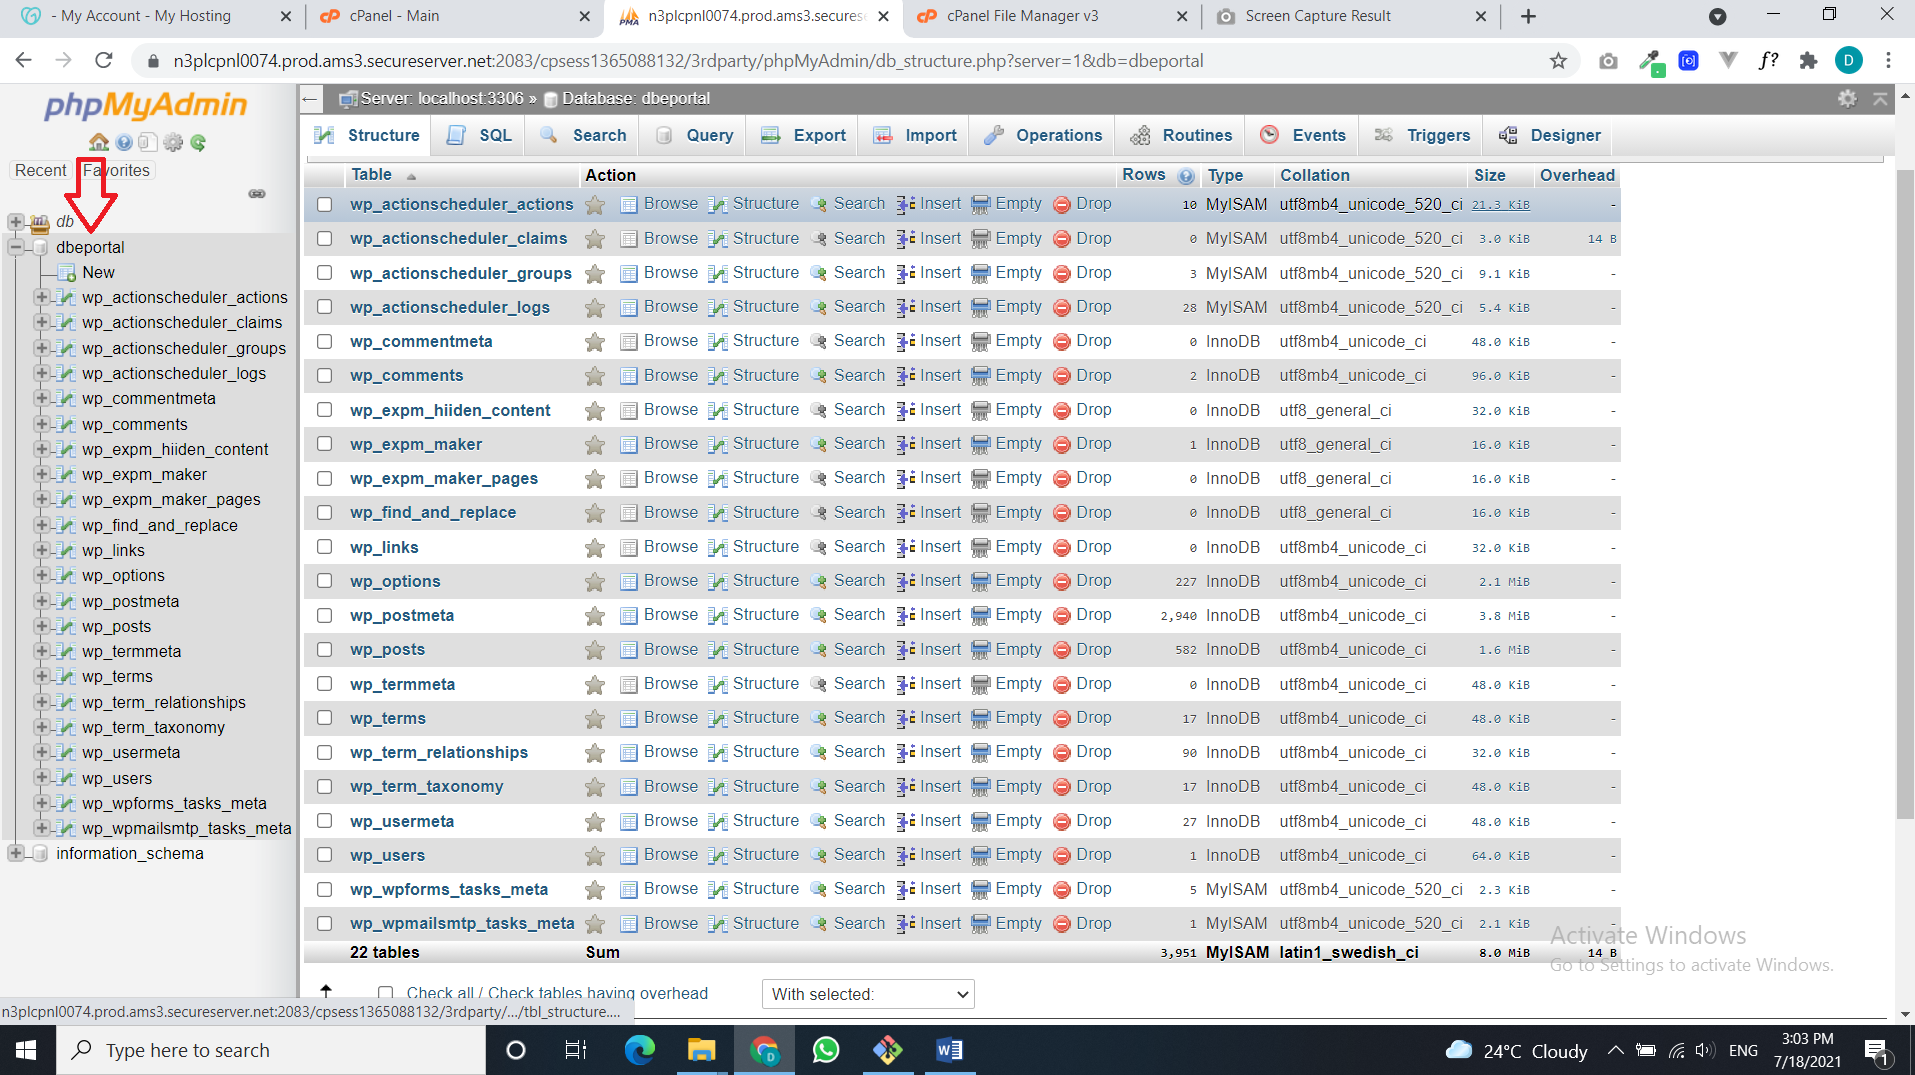 - My Account - My Hosting
cPanel - Main
n3plcpnl0074.prod.ams3.secureser
cPanel File Manager v3
Screen Capture Result
n3plcpnl0074.prod.ams3.secureserver.net:2083/cpsess1365088132/3rdparty/phpMyAdmin/db_structure.php?server=1&db=dbeportal
f?
D
phpMyAdmin
Recent Favorites
db
dbeportal
New
wp_actionscheduler_actions
wp_actionscheduler_claims
wp_actionscheduler_groups
wp_actionscheduler_logs
wp_commentmeta
wp_comments
wp_expm_hiiden_content
wp_expm_maker
wp_expm_maker_pages
wp_find_and_replace
wp_links
wp_options
wp_postmeta
wp_posts
wp_termmeta
wp_terms
wp_term_relationships
wp_term_taxonomy
wp_usermeta
wp_users
wp_wpforms_tasks_meta
wp_wpmailsmtp_tasks_meta
information_schema
Server: localhost:3306 » Database: dbeportal
Structure SQL Search Query Export Import Operations Routines Events Triggers Designer
Table Action Rows Type Collation Size Overhead
wp_actionscheduler_actions Browse Structure Search Insert Empty Drop 10 MyISAM utf8mb4_unicode_520_ci 21.3 KiB -
wp_actionscheduler_claims Browse Structure Search Insert Empty Drop 0 MyISAM utf8mb4_unicode_520_ci 3.0 KiB 14 B
wp_actionscheduler_groups Browse Structure Search Insert Empty Drop 3 MyISAM utf8mb4_unicode_520_ci 9.1 KiB -
wp_actionscheduler_logs Browse Structure Search Insert Empty Drop 28 MyISAM utf8mb4_unicode_520_ci 5.4 KiB -
wp_commentmeta Browse Structure Search Insert Empty Drop 0 InnoDB utf8mb4_unicode_ci 48.0 KiB -
wp_comments Browse Structure Search Insert Empty Drop 2 InnoDB utf8mb4_unicode_ci 96.0 KiB -
wp_expm_hiiden_content Browse Structure Search Insert Empty Drop 0 InnoDB utf8_general_ci 32.0 KiB -
wp_expm_maker Browse Structure Search Insert Empty Drop 1 InnoDB utf8_general_ci 16.0 KiB -
wp_expm_maker_pages Browse Structure Search Insert Empty Drop 0 InnoDB utf8_general_ci 16.0 KiB -
wp_find_and_replace Browse Structure Search Insert Empty Drop 0 InnoDB utf8_general_ci 16.0 KiB -
wp_links Browse Structure Search Insert Empty Drop 0 InnoDB utf8mb4_unicode_ci 32.0 KiB -
wp_options Browse Structure Search Insert Empty Drop 227 InnoDB utf8mb4_unicode_ci 2.1 MiB -
wp_postmeta Browse Structure Search Insert Empty Drop 2,940 InnoDB utf8mb4_unicode_ci 3.8 MiB -
wp_posts Browse Structure Search Insert Empty Drop 582 InnoDB utf8mb4_unicode_ci 1.6 MiB -
wp_termmeta Browse Structure Search Insert Empty Drop 0 InnoDB utf8mb4_unicode_ci 48.0 KiB -
wp_terms Browse Structure Search Insert Empty Drop 17 InnoDB utf8mb4_unicode_ci 48.0 KiB -
wp_term_relationships Browse Structure Search Insert Empty Drop 90 InnoDB utf8mb4_unicode_ci 32.0 KiB -
wp_term_taxonomy Browse Structure Search Insert Empty Drop 17 InnoDB utf8mb4_unicode_ci 48.0 KiB -
wp_usermeta Browse Structure Search Insert Empty Drop 27 InnoDB utf8mb4_unicode_ci 48.0 KiB -
wp_users Browse Structure Search Insert Empty Drop 1 InnoDB utf8mb4_unicode_ci 64.0 KiB -
wp_wpforms_tasks_meta Browse Structure Search Insert Empty Drop 5 MyISAM utf8mb4_unicode_520_ci 2.3 KiB -
wp_wpmailsmtp_tasks_meta Browse Structure Search Insert Empty Drop 1 MyISAM utf8mb4_unicode_520_ci 2.1 KiB -
22 tables Sum 3,951 MyISAM latin1_swedish_ci 8.0 MiB 14 B
Check all / Check tables having overhead With selected:
Activate Windows
Go to Settings to activate Windows.
n3plcpnl0074.prod.ams3.secureserver.net:2083/cpsess1365088132/3rdparty/.../tbl_structure....
Type here to search
24°C Cloudy
ENG
3:03 PM
7/18/2021
1